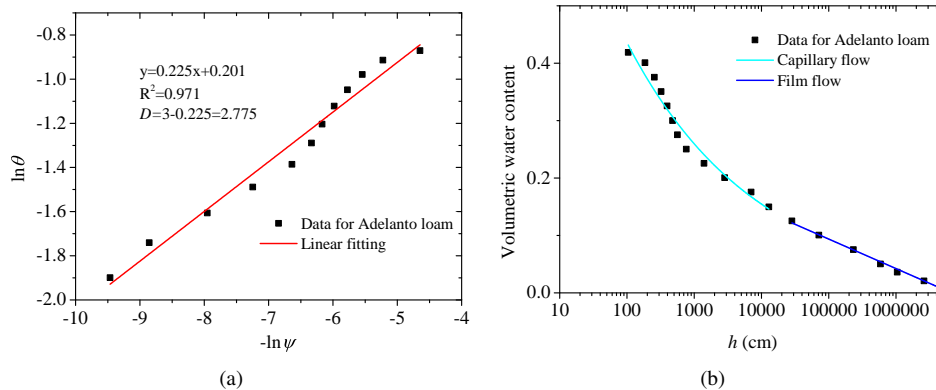 -0.8
-1.0
-1.2
-1.4
-1.6
-1.8
-2.0
lnθ
y=0.225x+0.201
R²=0.971
D=3-0.225=2.775
Data for Adelanto loam
Linear fitting
-10 -9 -8 -7 -6 -5 -4
-lnψ
(a)
0.4
0.2
0.0
Volumetric water content
Data for Adelanto loam
Capillary flow
Film flow
10 100 1000 10000 100000 1000000
h (cm)
(b)